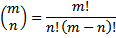 (m n) = m! / n! (m − n)!